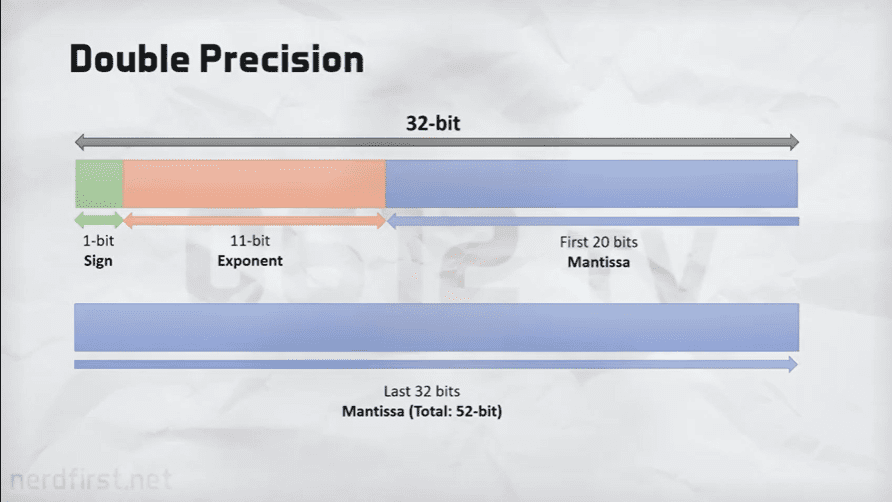 Double Precision
32-bit
1-bit
Sign
11-bit
Exponent
First 20 bits
Mantissa
Last 32 bits
Mantissa (Total: 52-bit)
nerdfirst.net